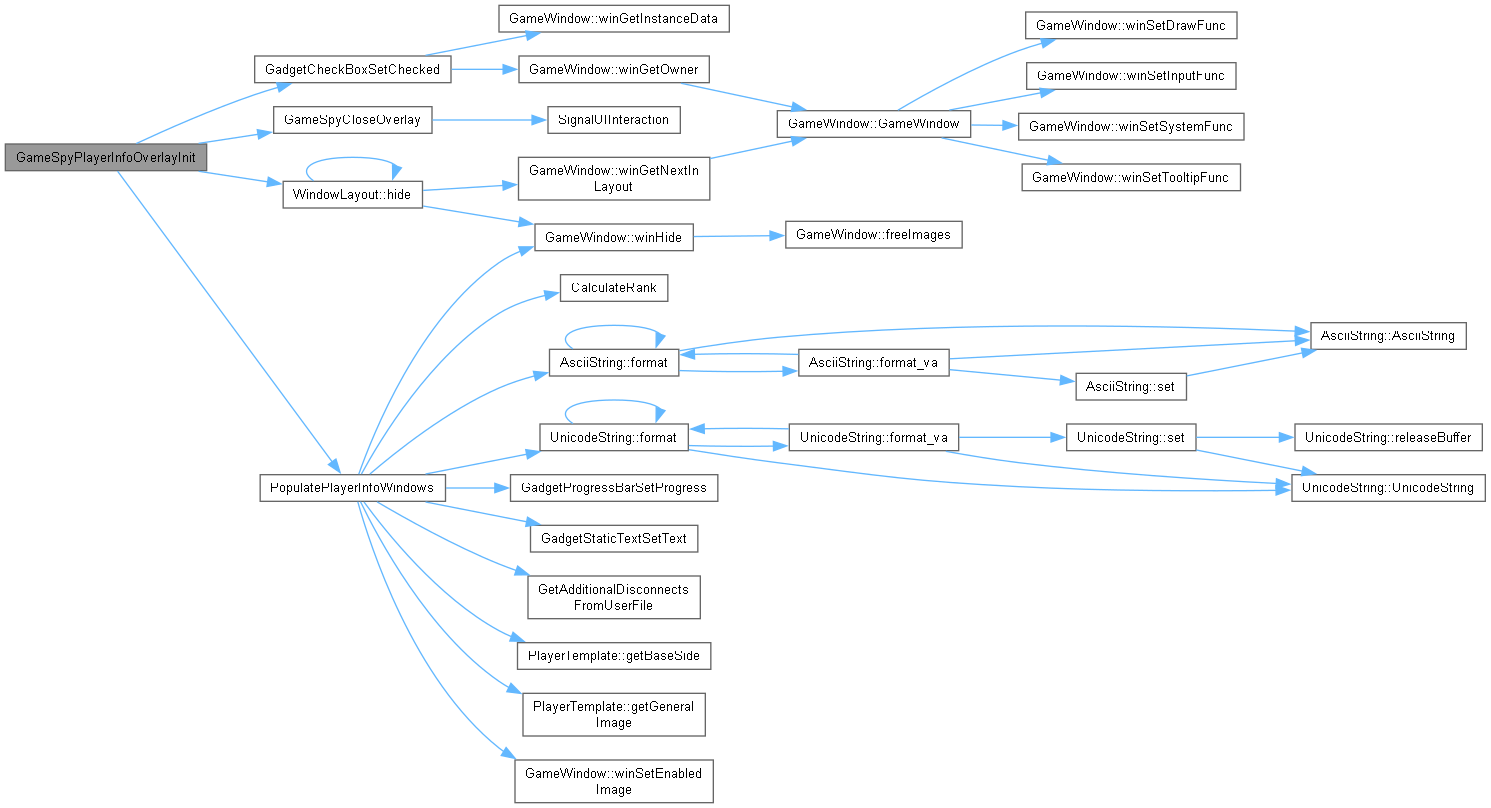 GameWindow::winGetInstanceData
GameWindow::winSetDrawFunc
GadgetCheckBoxSetChecked
GameWindow::winGetOwner
GameWindow::winSetInputFunc
GameSpyCloseOverlay
SignalUIInteraction
GameWindow::GameWindow
GameWindow::winSetSystemFunc
GameSpyPlayerInfoOverlayInit
WindowLayout::hide
GameWindow::winGetNextIn
Layout
GameWindow::winSetTooltipFunc
GameWindow::winHide
GameWindow::freeImages
CalculateRank
AsciiString::format
AsciiString::format_va
AsciiString::AsciiString
AsciiString::set
UnicodeString::format
UnicodeString::format_va
UnicodeString::set
UnicodeString::releaseBuffer
PopulatePlayerInfoWindows
GadgetProgressBarSetProgress
UnicodeString::UnicodeString
GadgetStaticTextSetText
GetAdditionalDisconnects
FromUserFile
PlayerTemplate::getBaseSide
PlayerTemplate::getGeneral
Image
GameWindow::winSetEnabled
Image